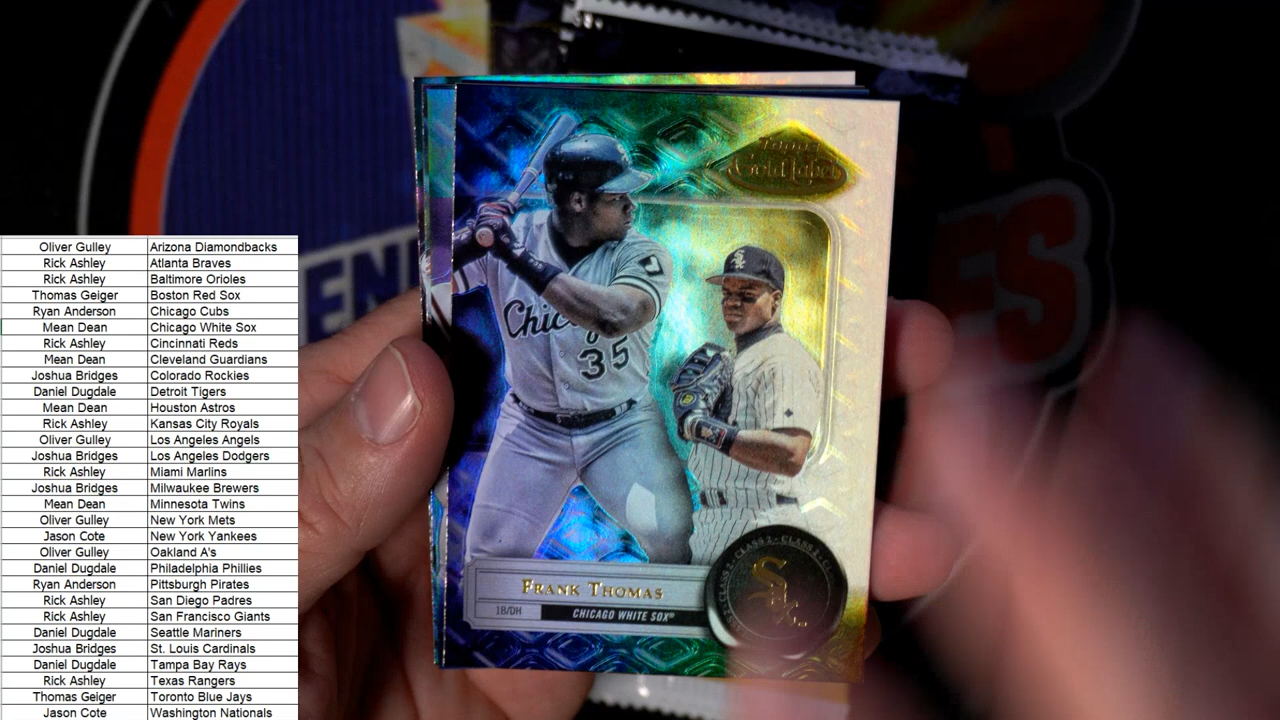 Oliver Gulley Arizona Diamondbacks
Rick Ashley Atlanta Braves
Rick Ashley Baltimore Orioles
Thomas Geiger Boston Red Sox
Ryan Anderson Chicago Cubs
Mean Dean Chicago White Sox
Rick Ashley Cincinnati Reds
Mean Dean Cleveland Guardians
Joshua Bridges Colorado Rockies
Daniel Dugdale Detroit Tigers
Mean Dean Houston Astros
Rick Ashley Kansas City Royals
Oliver Gulley Los Angeles Angels
Joshua Bridges Los Angeles Dodgers
Rick Ashley Miami Marlins
Joshua Bridges Milwaukee Brewers
Mean Dean Minnesota Twins
Oliver Gulley New York Mets
Jason Cote New York Yankees
Oliver Gulley Oakland A's
Daniel Dugdale Philadelphia Phillies
Ryan Anderson Pittsburgh Pirates
Rick Ashley San Diego Padres
Rick Ashley San Francisco Giants
Daniel Dugdale Seattle Mariners
Joshua Bridges St. Louis Cardinals
Daniel Dugdale Tampa Bay Rays
Rick Ashley Texas Rangers
Thomas Geiger Toronto Blue Jays
Jason Cote Washington Nationals
Topps
Gold Label
35
CLASS 2 · CLASS 2 · CLASS 2
Sox
FRANK THOMAS
1B/DH CHICAGO WHITE SOX®